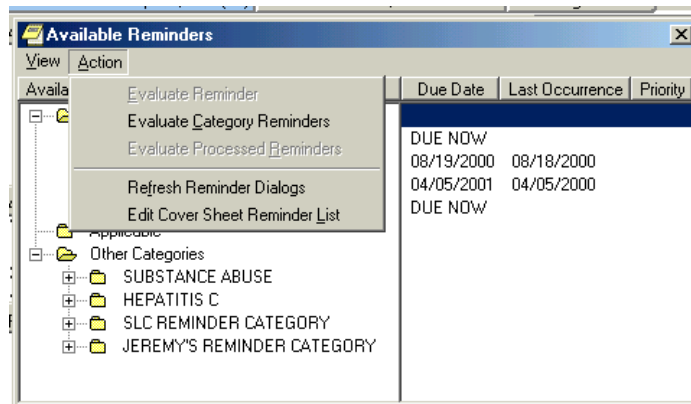 Available Reminders
View Action
Availa Due Date Last Occurrence Priority
Evaluate Reminder
Evaluate Category Reminders
DUE NOW
Evaluate Processed Reminders
08/19/2000 08/18/2000
Refresh Reminder Dialogs
04/05/2001 04/05/2000
Edit Cover Sheet Reminder List
DUE NOW
Applicable
Other Categories
SUBSTANCE ABUSE
HEPATITIS C
SLC REMINDER CATEGORY
JEREMY'S REMINDER CATEGORY